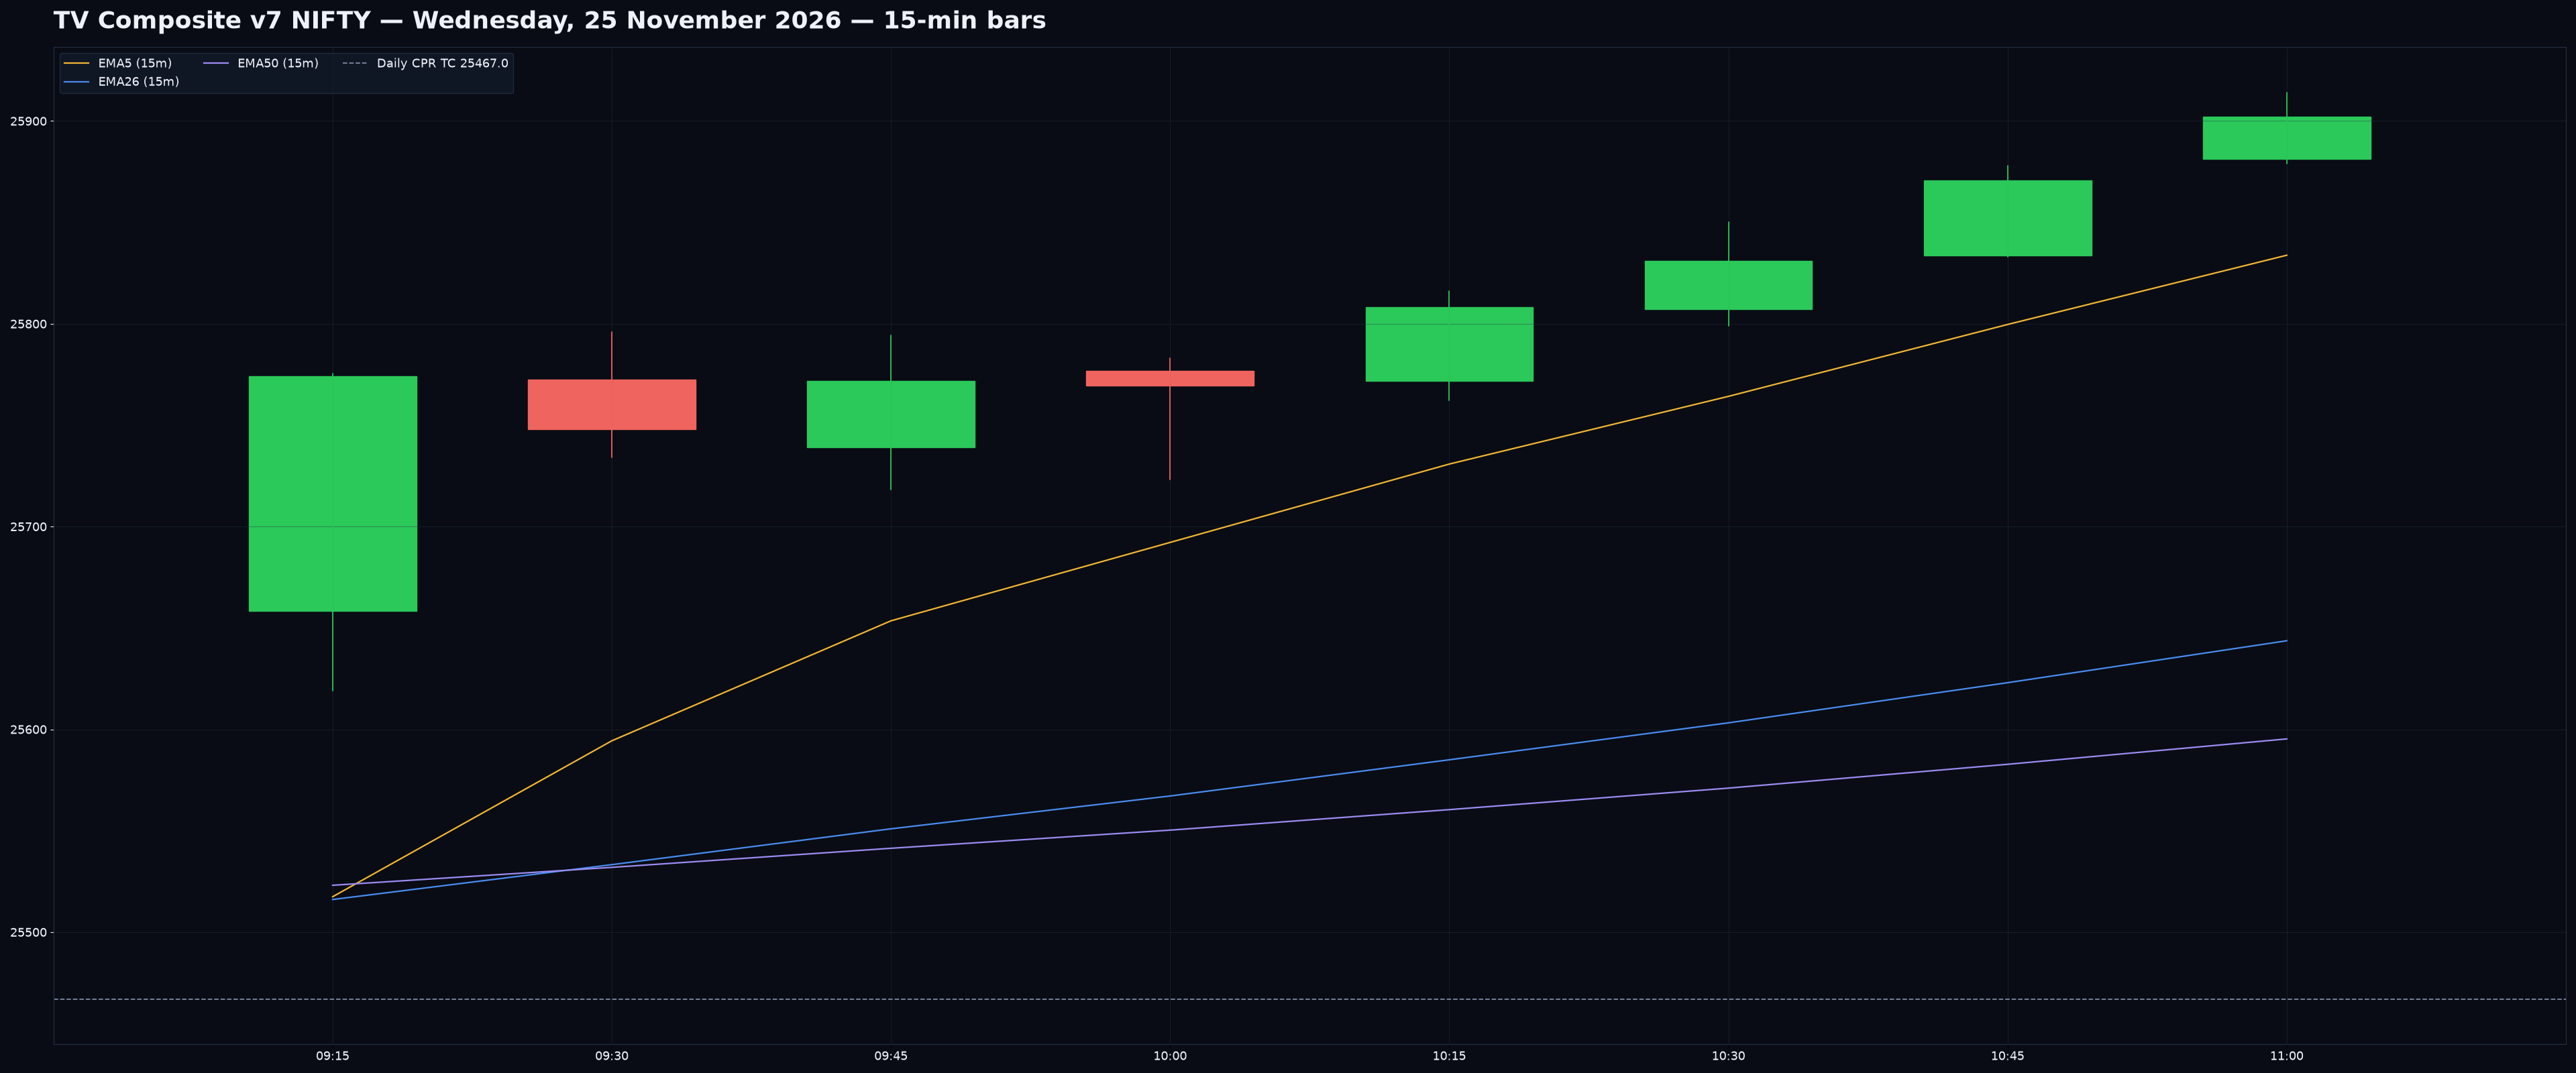 TV Composite v7 NIFTY — Wednesday, 25 November 2026 — 15-min bars
EMA5 (15m) EMA50 (15m) Daily CPR TC 25467.0
EMA26 (15m)
25900
25800
25700
25600
25500
09:15 09:30 09:45 10:00 10:15 10:30 10:45 11:00